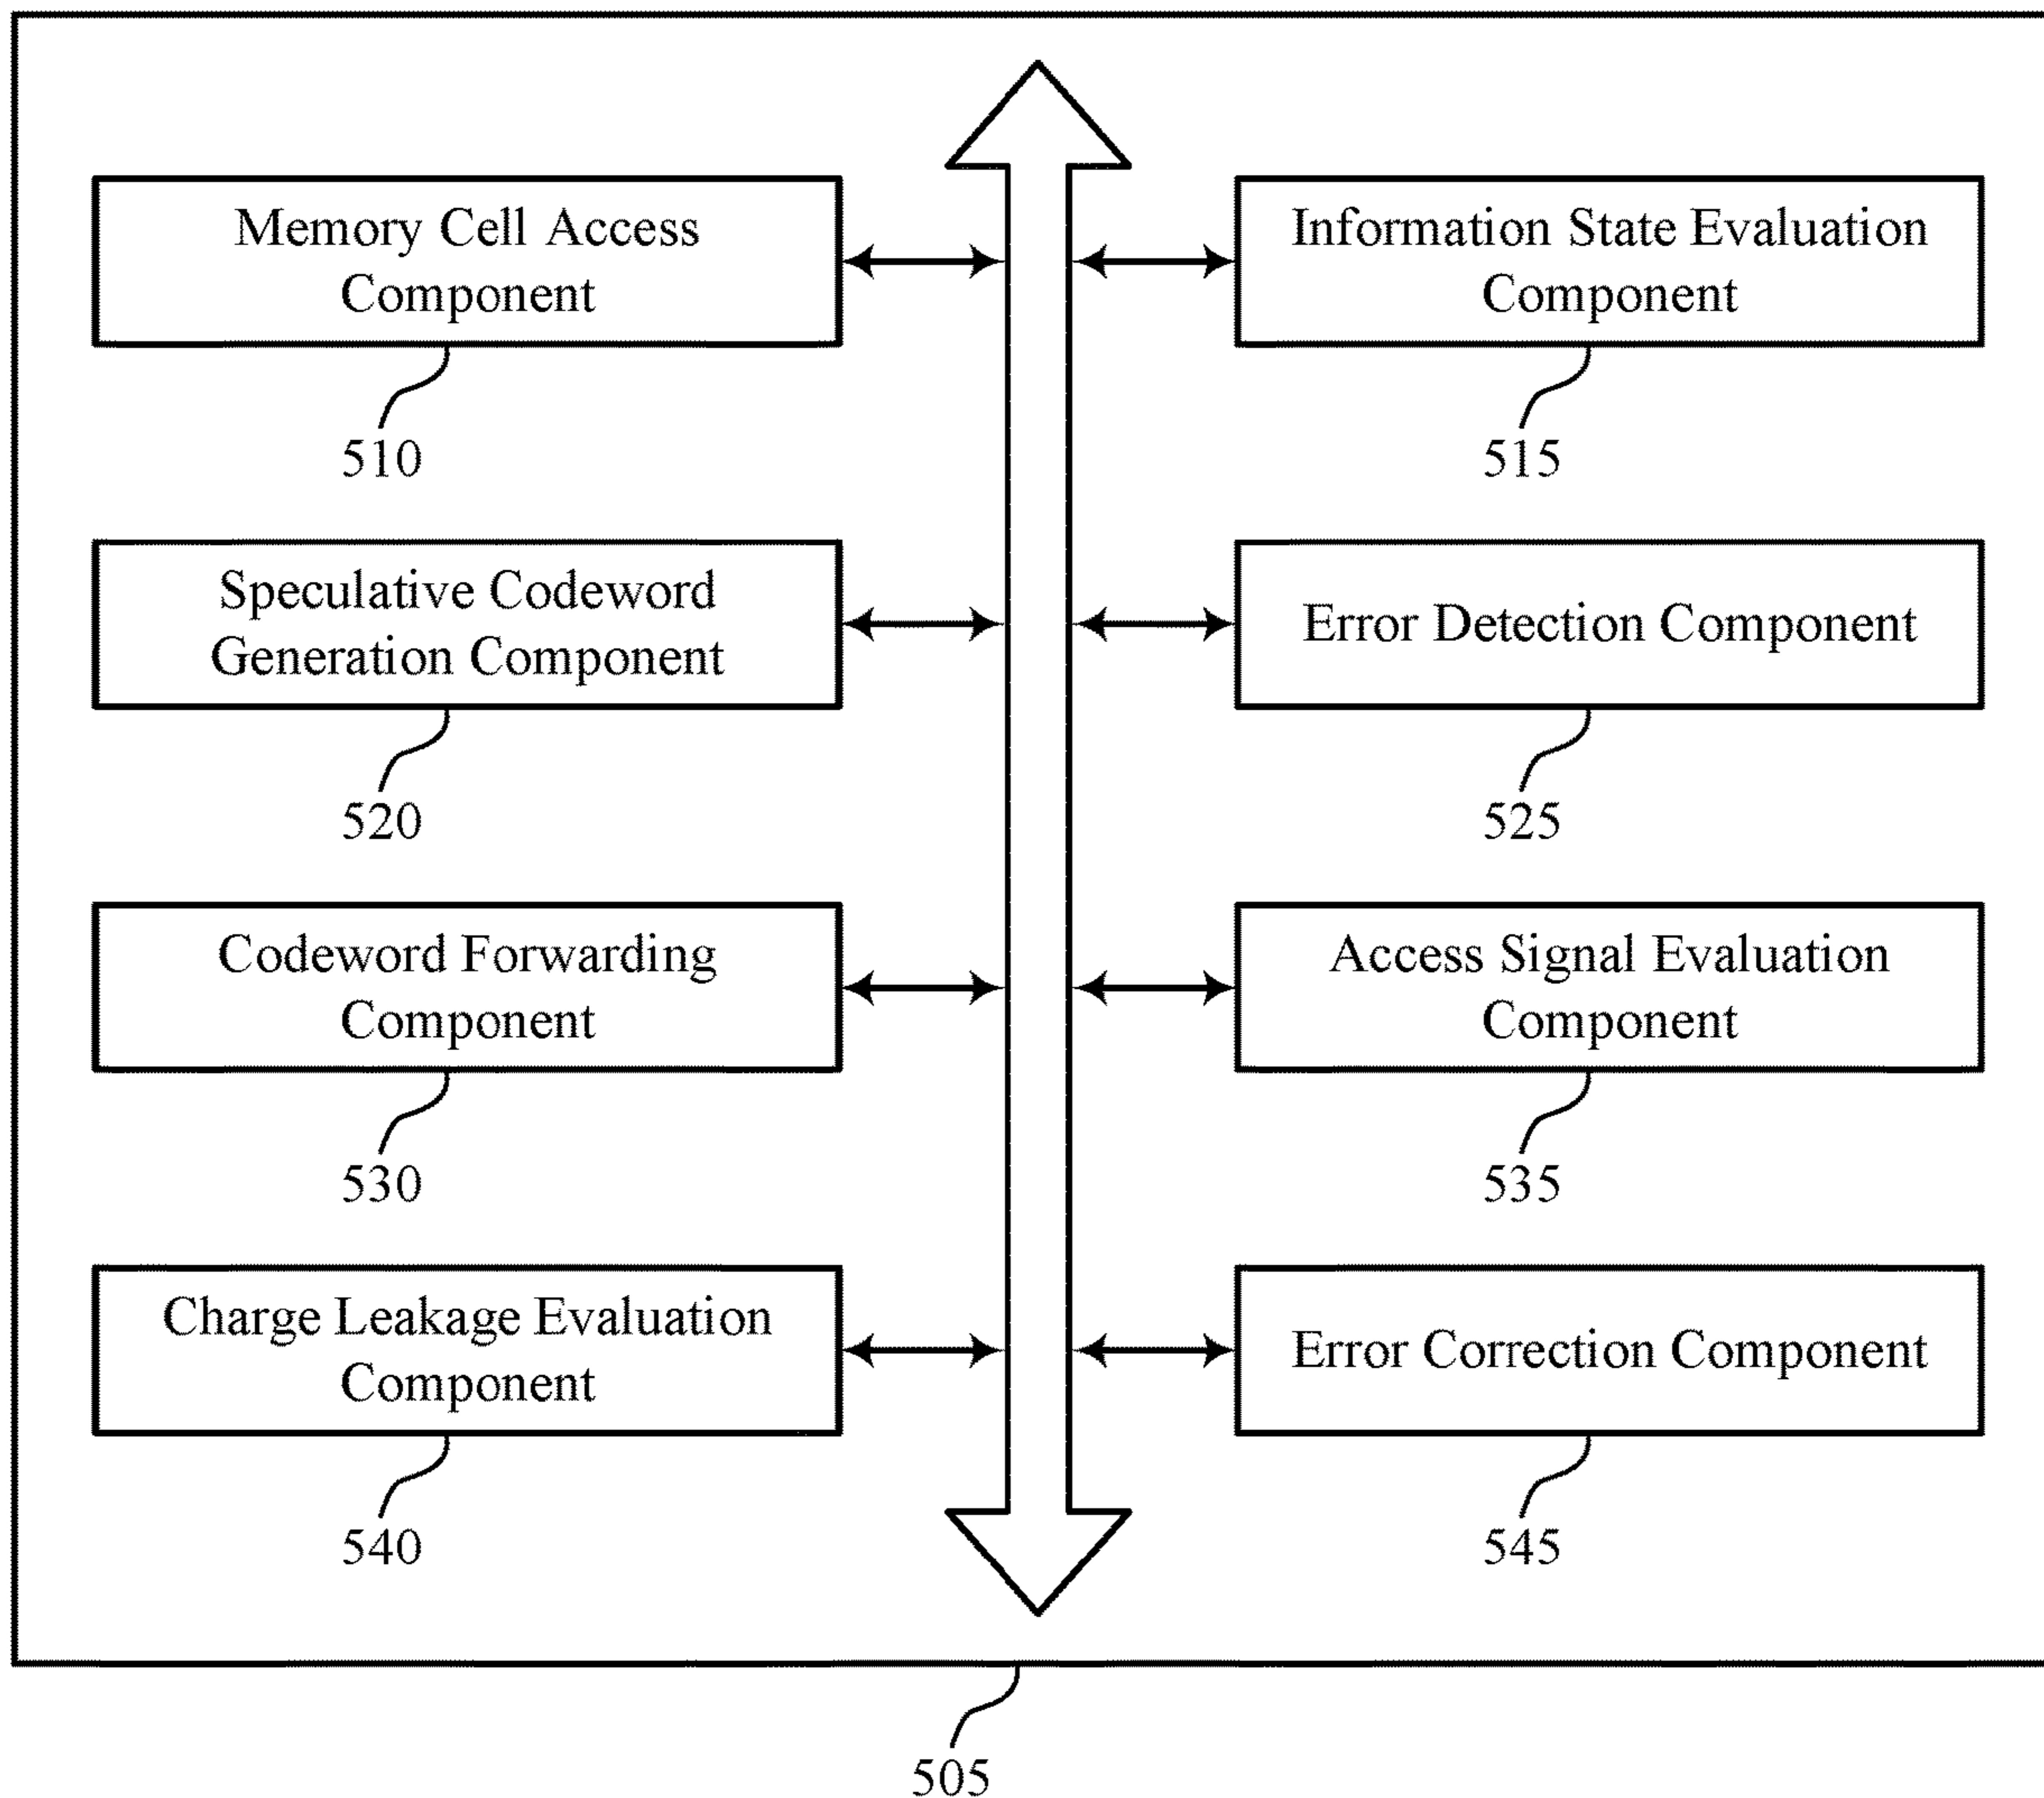 Memory Cell Access
Component
510
Information State Evaluation
Component
515
Speculative Codeword
Generation Component
520
Error Detection Component
525
Codeword Forwarding
Component
530
Access Signal Evaluation
Component
535
Charge Leakage Evaluation
Component
540
Error Correction Component
545
505